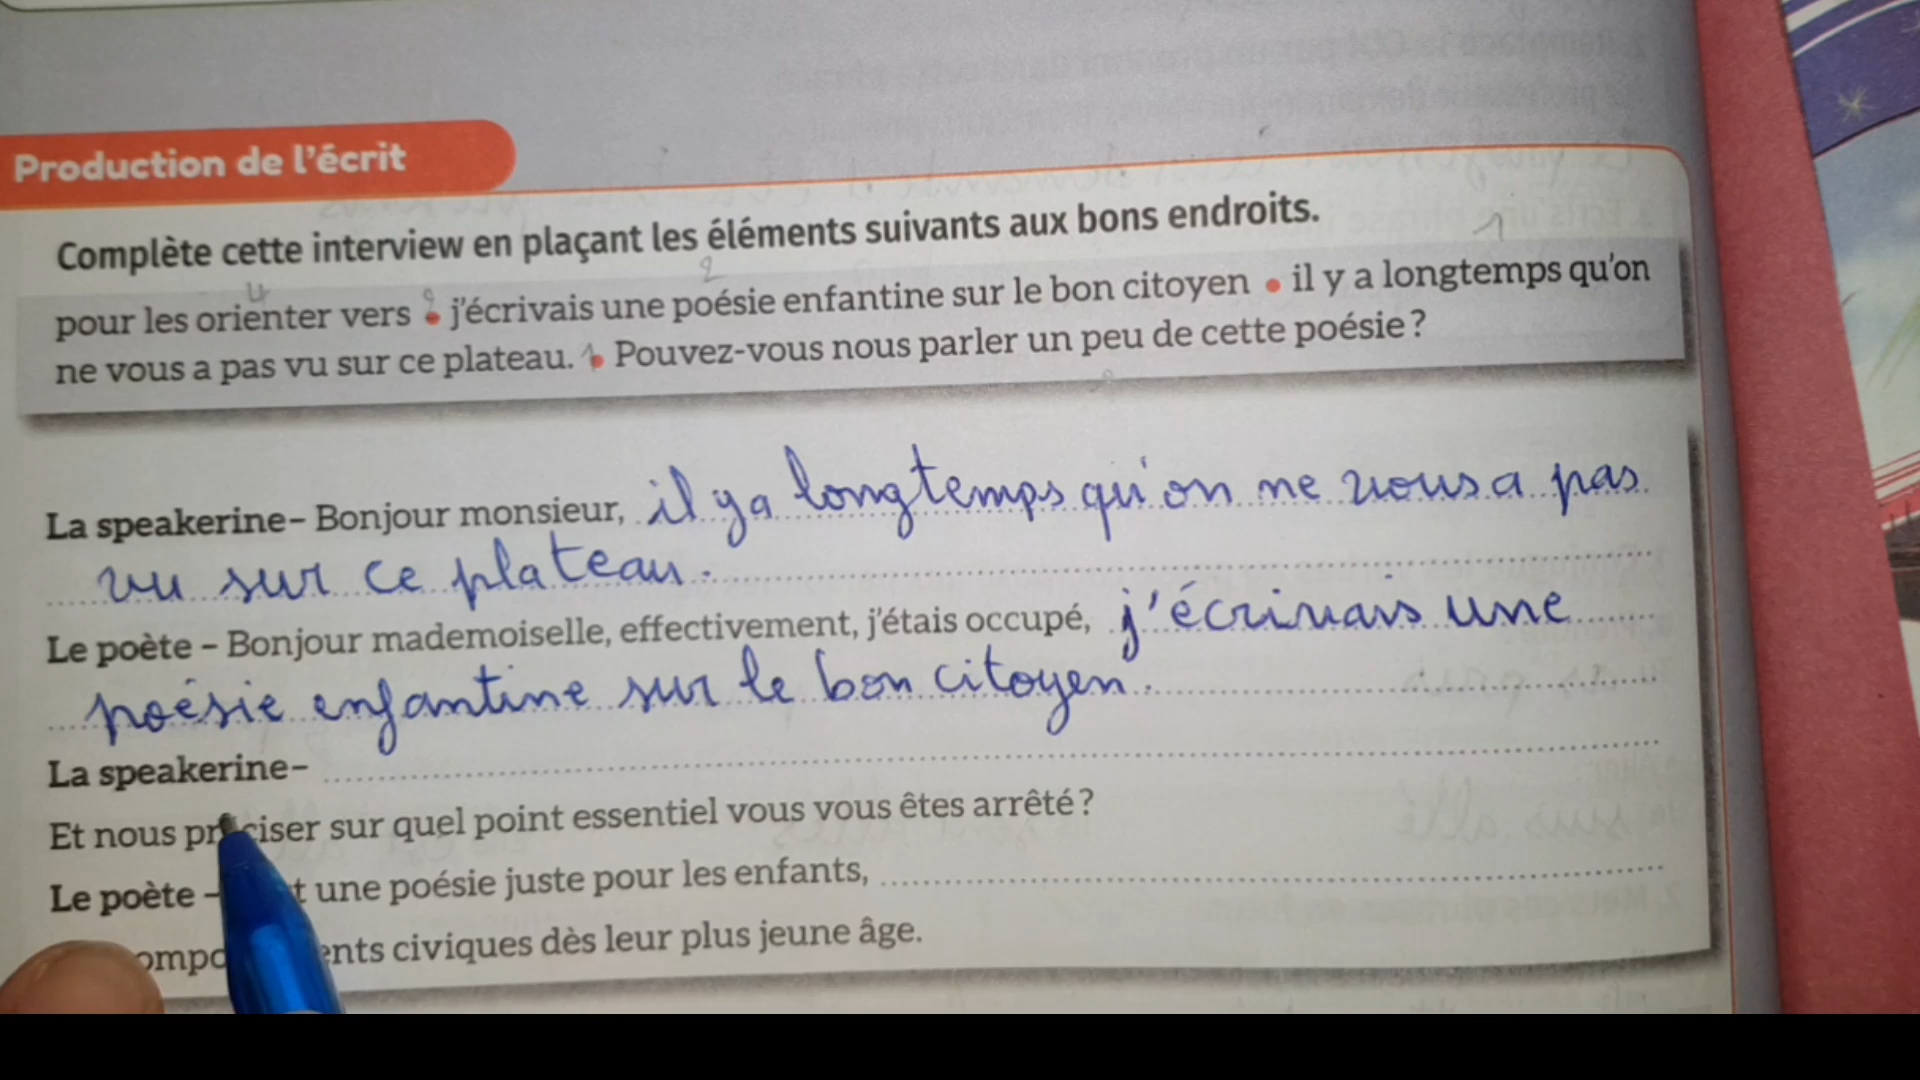 Production de l'écrit
Complète cette interview en plaçant les éléments suivants aux bons endroits.
1
4 2 2
pour les orienter vers • j'écrivais une poésie enfantine sur le bon citoyen • il y a longtemps qu'on
ne vous a pas vu sur ce plateau. • Pouvez-vous nous parler un peu de cette poésie ?
La speakerine– Bonjour monsieur, il y a longtemps qu'on ne vous a pas
vu sur ce plateau.
Le poète – Bonjour mademoiselle, effectivement, j'étais occupé, j'écrivais une
poésie enfantine sur le bon citoyen.
La speakerine–
Et nous préciser sur quel point essentiel vous vous êtes arrêté ?
Le poète – une poésie juste pour les enfants,
civiques dès leur plus jeune âge.